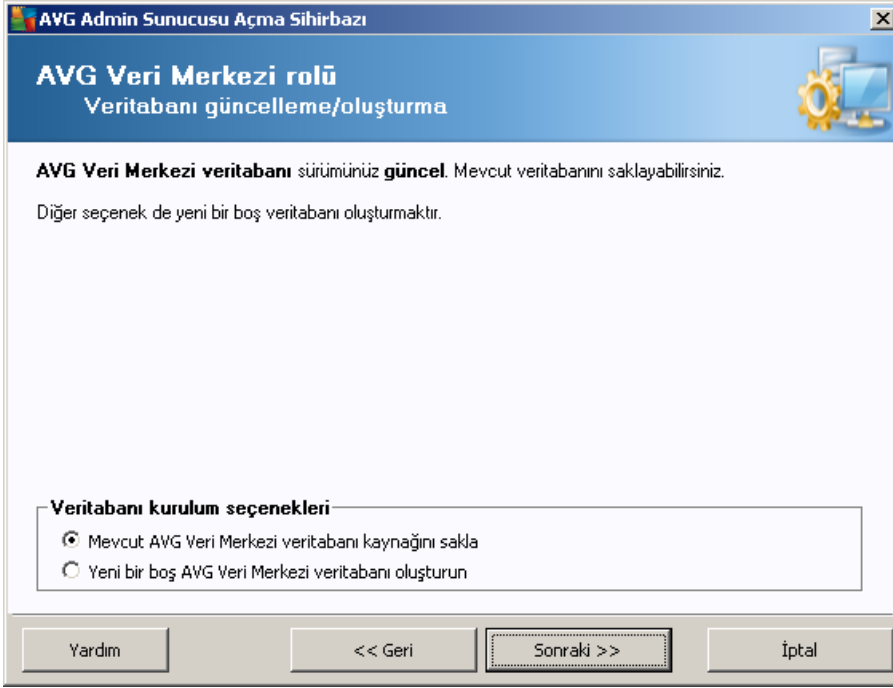 AVG Admin Sunucusu Açma Sihirbazı
AVG Veri Merkezi rolü
Veritabanı güncelleme/oluşturma
AVG Veri Merkezi veritabanı sürümünüz güncel. Mevcut veritabanını saklayabilirsiniz.
Diğer seçenek de yeni bir boş veritabanı oluşturmaktır.
Veritabanı kurulum seçenekleri
Mevcut AVG Veri Merkezi veritabanı kaynağını sakla
Yeni bir boş AVG Veri Merkezi veritabanı oluşturun
Yardım << Geri Sonraki >> İptal